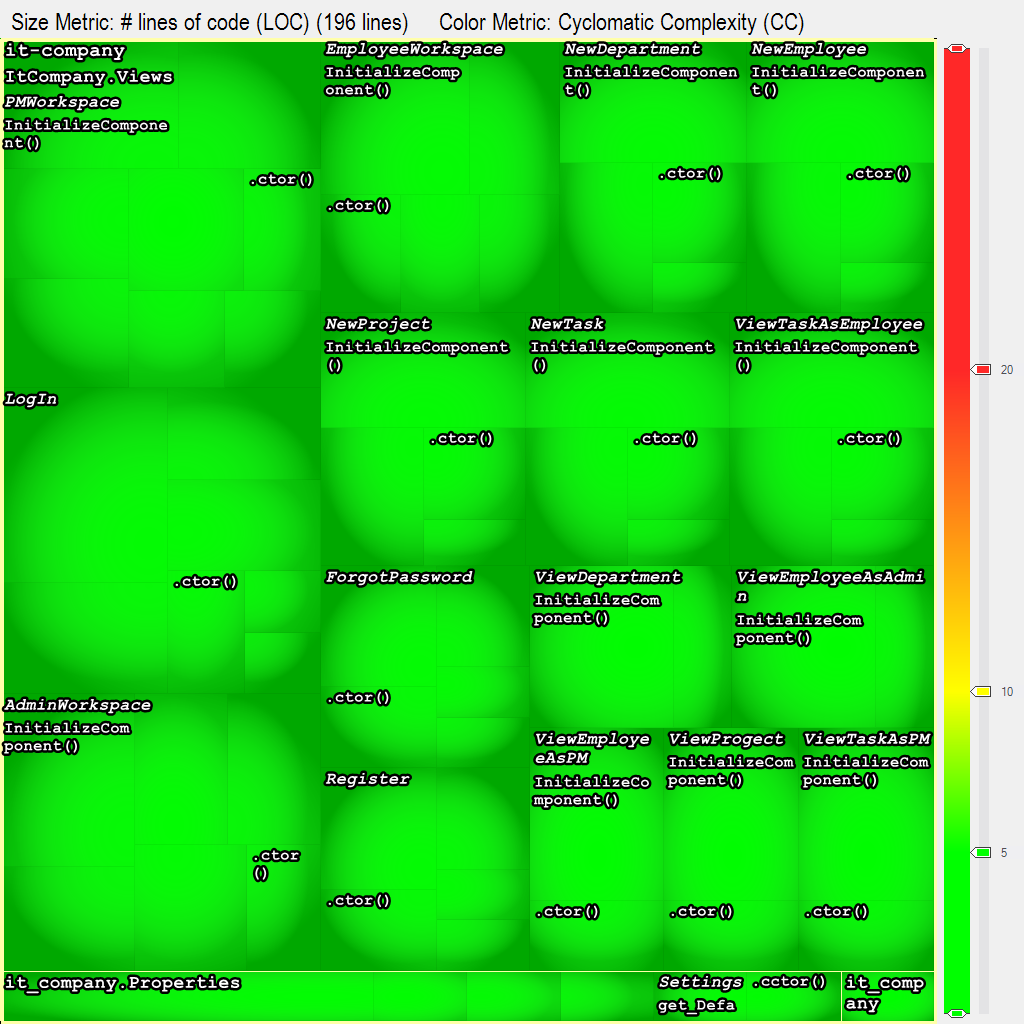 Size Metric: # lines of code (LOC) (196 lines) Color Metric: Cyclomatic Complexity (CC)
it-company
ItCompany.Views
PMWorkspace
InitializeCompone
nt()
.ctor()
EmployeeWorkspace
InitializeComp
onent()
.ctor()
NewDepartment
InitializeComponen
t()
.ctor()
NewEmployee
InitializeComponen
t()
.ctor()
NewProject
InitializeComponent
()
.ctor()
NewTask
InitializeComponent
()
.ctor()
ViewTaskAsEmployee
InitializeComponent
()
.ctor()
LogIn
.ctor()
ForgotPassword
.ctor()
ViewDepartment
InitializeCom
ponent()
ViewEmployeeAsAdmi
n
InitializeCom
ponent()
AdminWorkspace
InitializeCom
ponent()
.ctor
()
Register
.ctor()
ViewEmploye
eAsPM
InitializeCo
mponent()
.ctor()
ViewProgect
InitializeCom
ponent()
.ctor()
ViewTaskAsPM
InitializeCom
ponent()
.ctor()
it_company.Properties
Settings .cctor()
get_Defa
it_comp
any
20
10
5